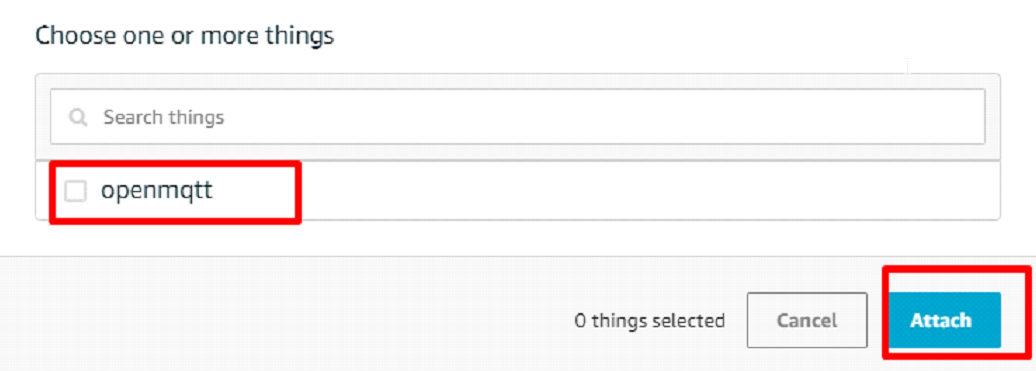 Choose one or more things
Search things
openmqtt
0 things selected Cancel Attach